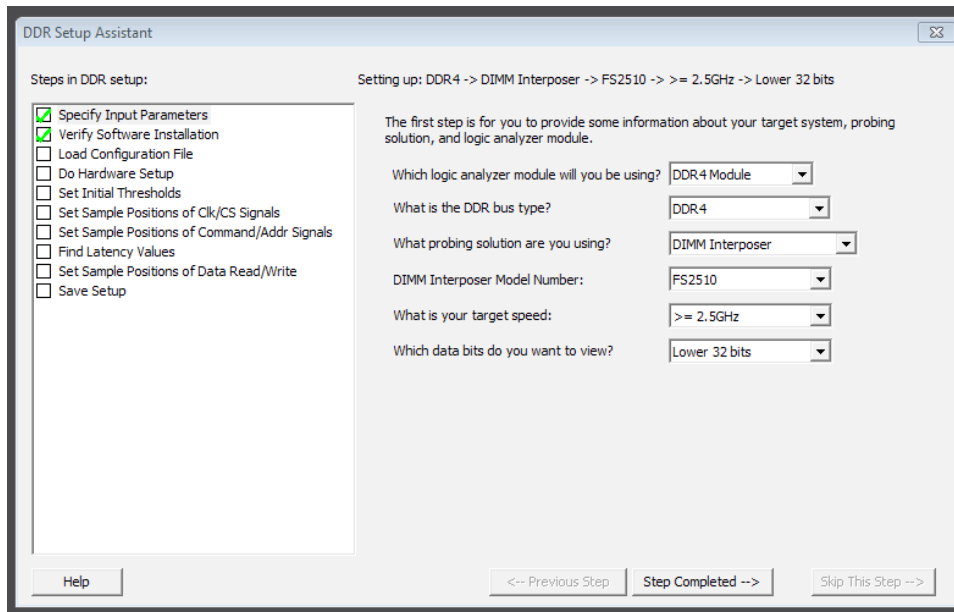 DDR Setup Assistant
Steps in DDR setup:
Setting up: DDR4 -> DIMM Interposer -> FS2510 -> >= 2.5GHz -> Lower 32 bits
Specify Input Parameters
Verify Software Installation
Load Configuration File
Do Hardware Setup
Set Initial Thresholds
Set Sample Positions of Clk/CS Signals
Set Sample Positions of Command/Addr Signals
Find Latency Values
Set Sample Positions of Data Read/Write
Save Setup
The first step is for you to provide some information about your target system, probing
solution, and logic analyzer module.
Which logic analyzer module will you be using? DDR4 Module
What is the DDR bus type? DDR4
What probing solution are you using? DIMM Interposer
DIMM Interposer Model Number: FS2510
What is your target speed: >= 2.5GHz
Which data bits do you want to view? Lower 32 bits
Help
<-- Previous Step
Step Completed -->
Skip This Step -->